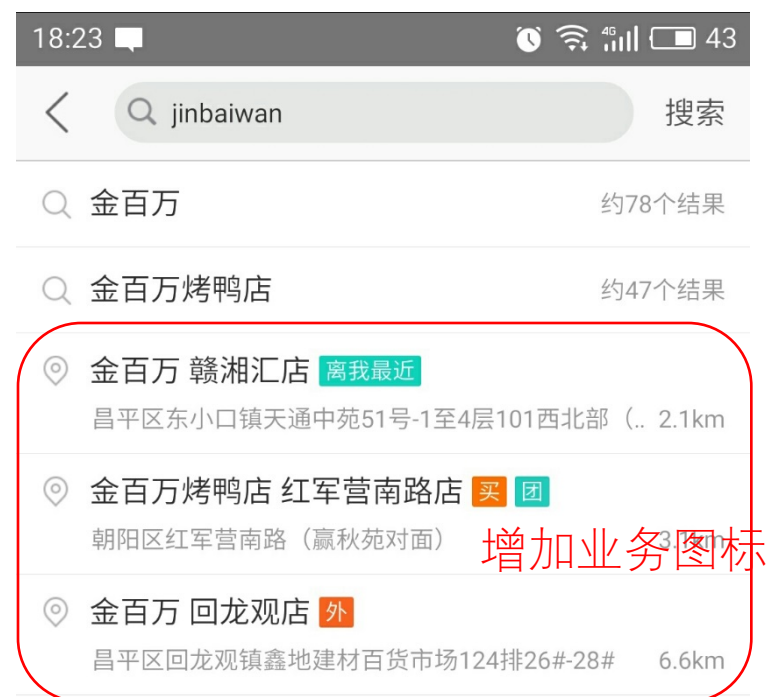 18:23 4G 43
jinbaiwan 搜索
金百万 约78个结果
金百万烤鸭店 约47个结果
金百万 赣湘汇店 离我最近
昌平区东小口镇天通中苑51号-1至4层101西北部（.. 2.1km
金百万烤鸭店 红军营南路店 买 团
朝阳区红军营南路（赢秋苑对面） 3.1km
增加业务图标
金百万 回龙观店 外
昌平区回龙观镇鑫地建材百货市场124排26#-28# 6.6km